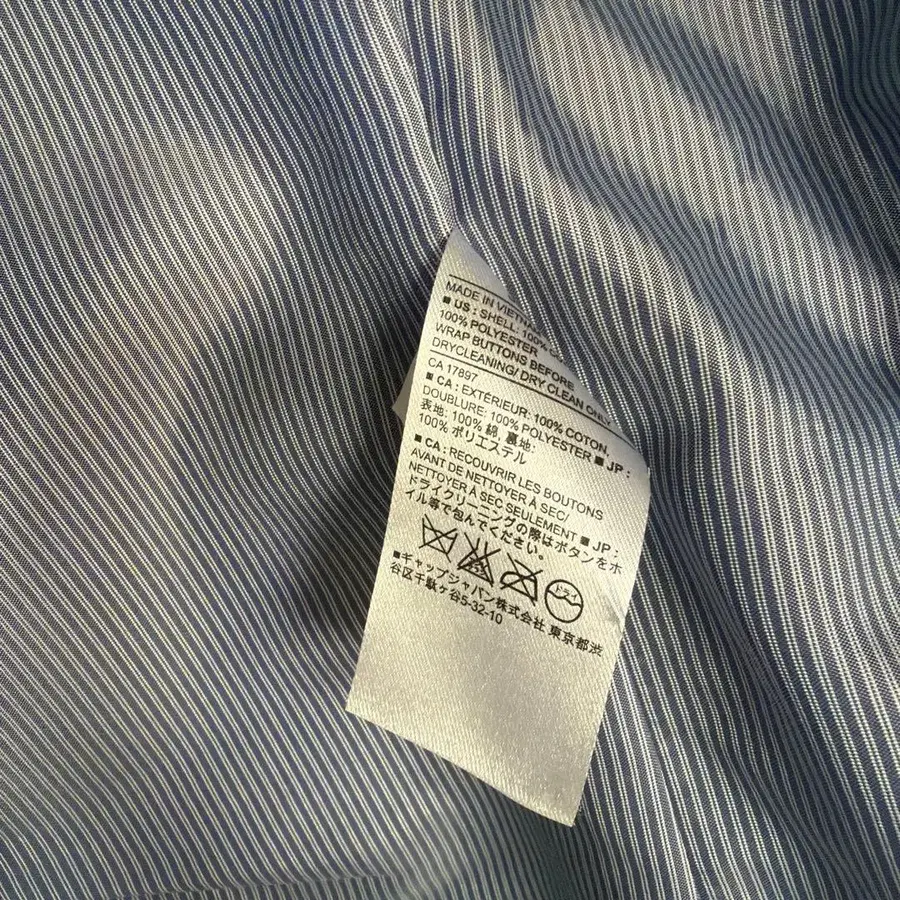 MADE IN VIETNAM
■ US : SHELL: 100%
100% POLYESTER
WRAP BUTTONS BEFORE
DRYCLEANING/ DRY CLEAN ONLY
CA 17897
■ CA : EXTÉRIEUR: 100% COTON,
DOUBLURE: 100% POLYESTER ■ JP :
表地: 100% 綿, 裏地:
100% ポリエステル
■ CA : RECOUVRIR LES BOUTONS
AVANT DE NETTOYER À SEC/
NETTOYER À SEC SEULEMENT ■ JP :
ドライクリーニングの際はボタンをホ
イル等で包んでください。
ドライ
■ギャップジャパン株式会社 東京都渋
谷区千駄ヶ谷5-32-10